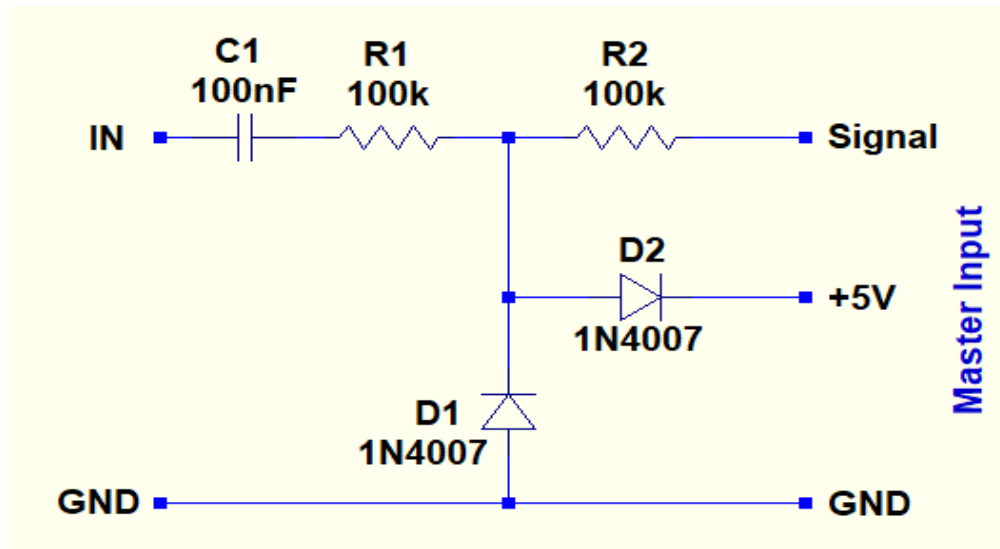 C1
100nF
R1
100k
R2
100k
IN
Signal
D2
1N4007
+5V
D1
1N4007
GND
GND
Master Input